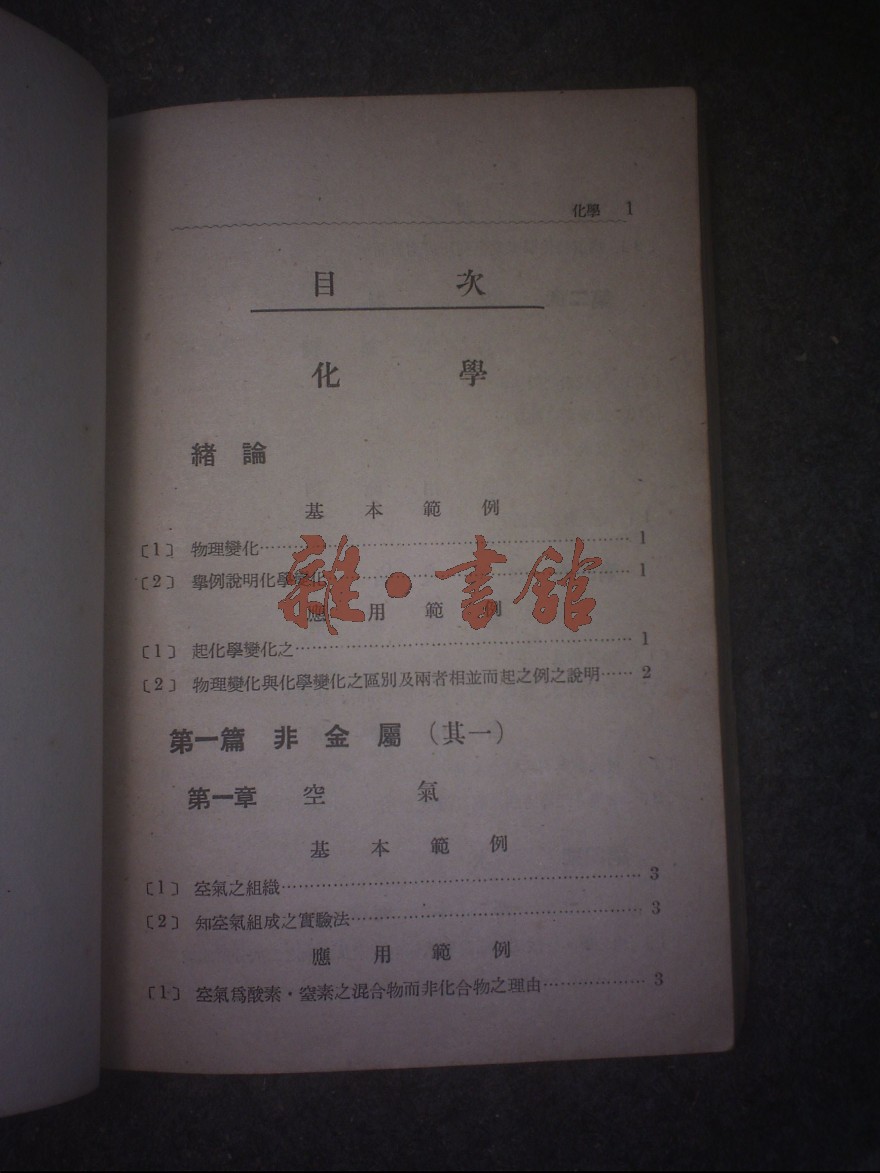 化學 1
目次
化學
緒論
基本範例
〔1〕 物理變化…………………………………… 1
〔2〕 擧例說明化學變化…………………………… 1
雜·書館
應用範例
〔1〕 起化學變化之………………………………… 1
〔2〕 物理變化與化學變化之區別及兩者相並而起之例之說明…… 2
第一篇 非金屬(其一)
第一章 空氣
基本範例
〔1〕 空氣之組織…………………………………… 3
〔2〕 知空氣組成之實驗法………………………… 3
應用範例
〔1〕 空氣爲酸素·窒素之混合物而非化合物之理由………… 3